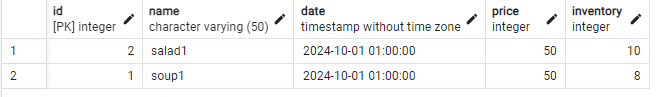 id name date price inventory
[PK] integer character varying (50) timestamp without time zone integer integer
1 2 salad1 2024-10-01 01:00:00 50 10
2 1 soup1 2024-10-01 01:00:00 50 8